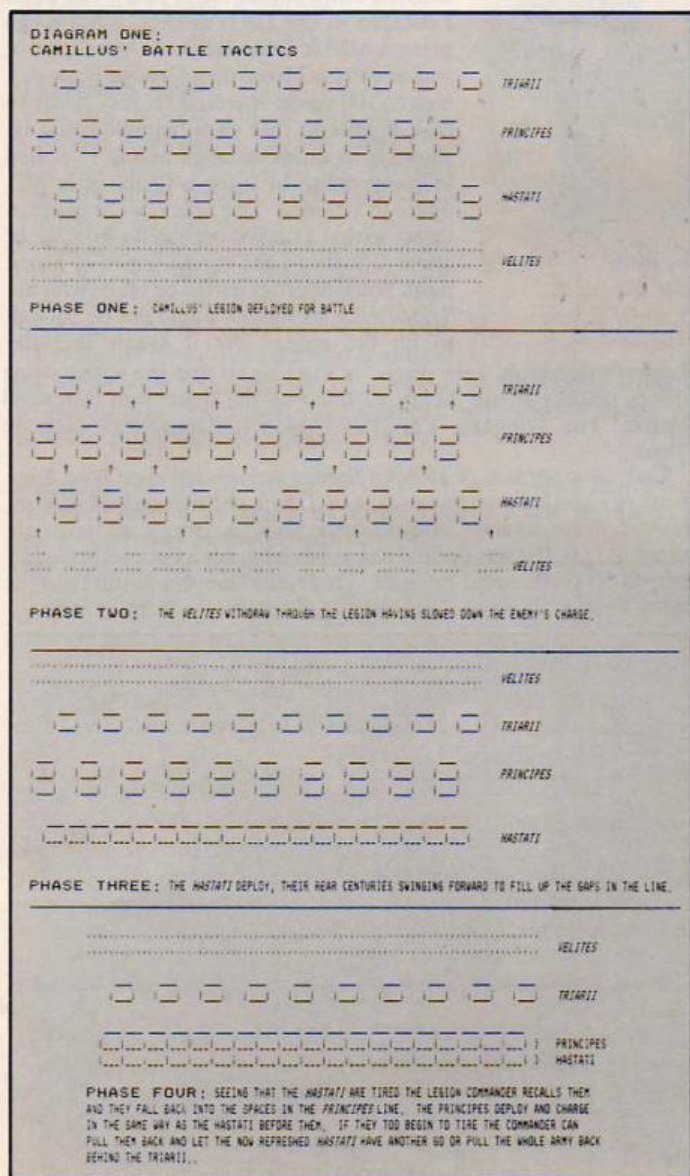 DIAGRAM ONE:
CAMILLUS' BATTLE TACTICS
TRIARII
PRINCIPES
HASTATI
VELITES
PHASE ONE: CAMILLUS' LEGION DEPLOYED FOR BATTLE
TRIARII
PRINCIPES
HASTATI
VELITES
PHASE TWO: THE VELITES WITHDRAW THROUGH THE LEGION HAVING SLOWED DOWN THE ENEMY'S CHARGE.
VELITES
TRIARII
PRINCIPES
HASTATI
PHASE THREE: THE HASTATI DEPLOY, THEIR REAR CENTURIES SWINGING FORWARD TO FILL UP THE GAPS IN THE LINE.
VELITES
TRIARII
PRINCIPES
HASTATI
PHASE FOUR: SEEING THAT THE HASTATI ARE TIRED THE LEGION COMMANDER RECALLS THEM
AND THEY FALL BACK INTO THE SPACES IN THE PRINCIPES LINE. THE PRINCIPES DEPLOY AND CHARGE
IN THE SAME WAY AS THE HASTATI BEFORE THEM. IF THEY TOO BEGIN TO TIRE THE COMMANDER CAN
PULL THEM BACK AND LET THE NOW REFRESHED HASTATI HAVE ANOTHER GO OR PULL THE WHOLE ARMY BACK
BEHIND THE TRIARII..